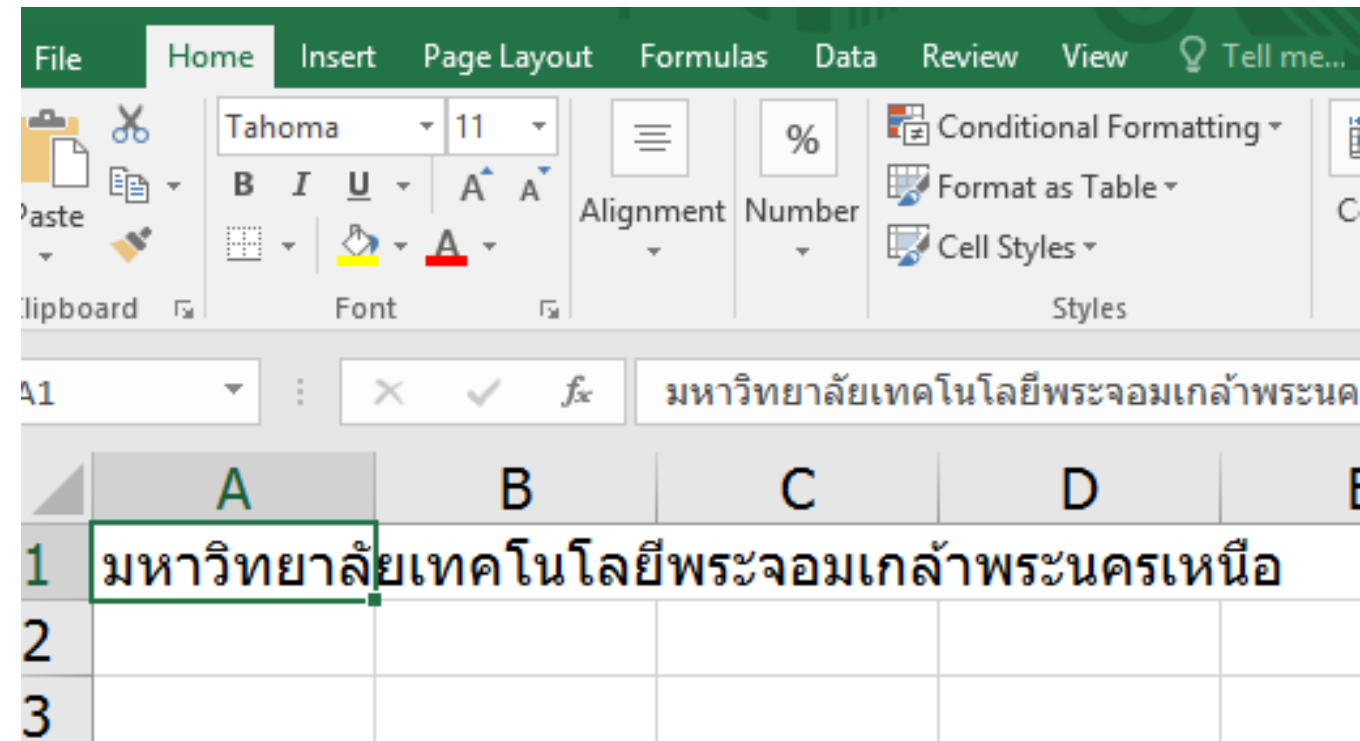 File Home Insert Page Layout Formulas Data Review View Tell me...
Tahoma 11 % Conditional Formatting
B I U A A Format as Table
Paste Alignment Number Cell Styles
Clipboard Font Styles
A1 fx มหาวิทยาลัยเทคโนโลยีพระจอมเกล้าพระนค
A B C D E
1 มหาวิทยาลัยเทคโนโลยีพระจอมเกล้าพระนครเหนือ
2
3